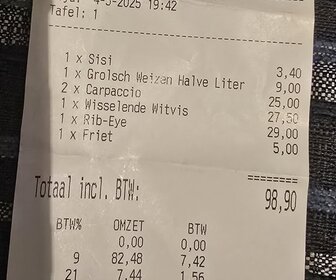 4-5-2025 19:42
Tafel: 1
1 x Sisi 3,40
1 x Grolsch Weizen Halve Liter 9,00
2 x Carpaccio 25,00
1 x Wisselende Witvis 27,50
1 x Rib-Eye 29,00
1 x Friet 5,00
========
Totaal incl. BTW: 98,90
BTW% OMZET BTW
0,00 0,00
9 82,48 7,42
21 7,44 1,56